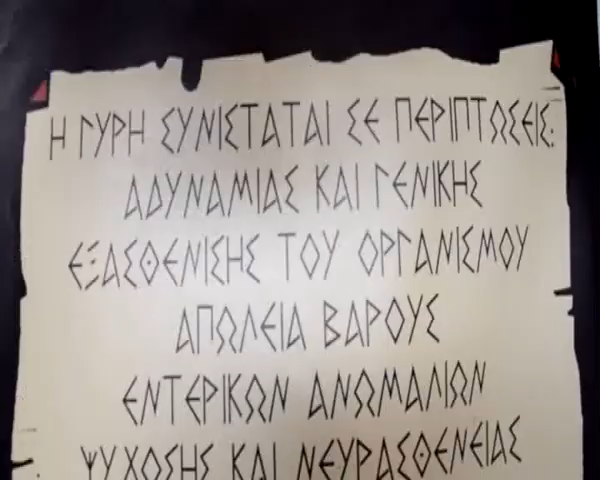 Η ΓΥΡΗ ΣΥΝΙΣΤΑΤΑΙ ΣΕ ΠΕΡΙΠΤΩΣΕΙΣ:
ΑΔΥΝΑΜΙΑΣ ΚΑΙ ΓΕΝΙΚΗΣ
ΕΞΑΣΘΕΝΙΣΗΣ ΤΟΥ ΟΡΓΑΝΙΣΜΟΥ
ΑΠΩΛΕΙΑ ΒΑΡΟΥΣ
ΕΝΤΕΡΙΚΩΝ ΑΝΩΜΑΛΙΩΝ
ΨΥΧΩΣΗΣ ΚΑΙ ΝΕΥΡΑΣΘΕΝΕΙΑΣ